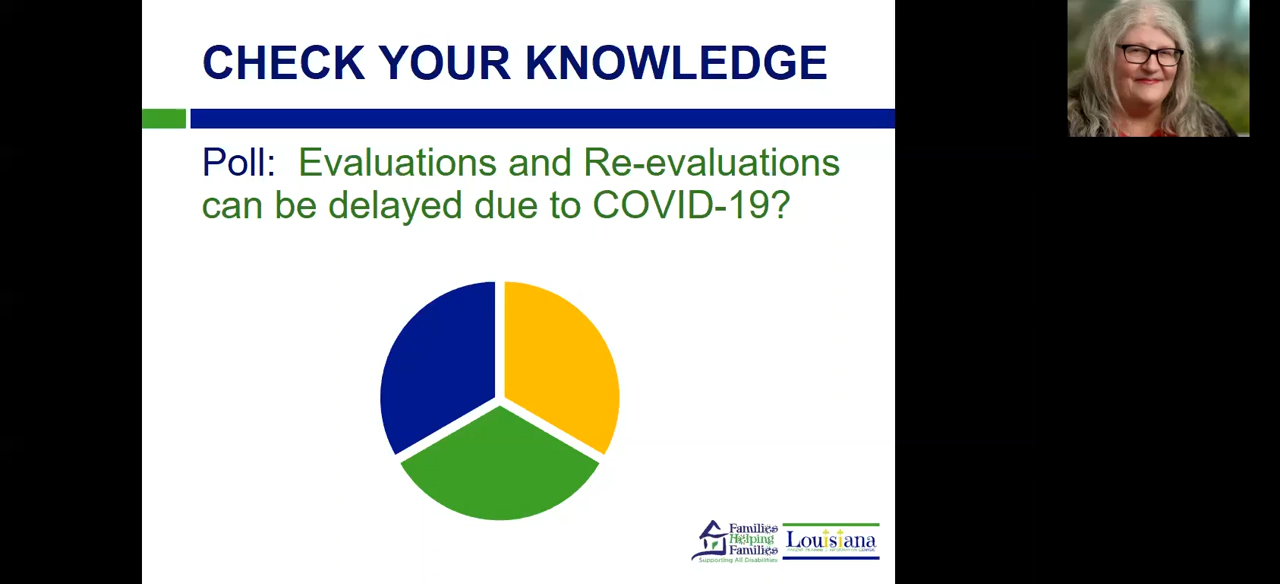 CHECK YOUR KNOWLEDGE
Poll: Evaluations and Re-evaluations
can be delayed due to COVID-19?
Families
Helping
Families
Supporting All Disabilities
Louisiana